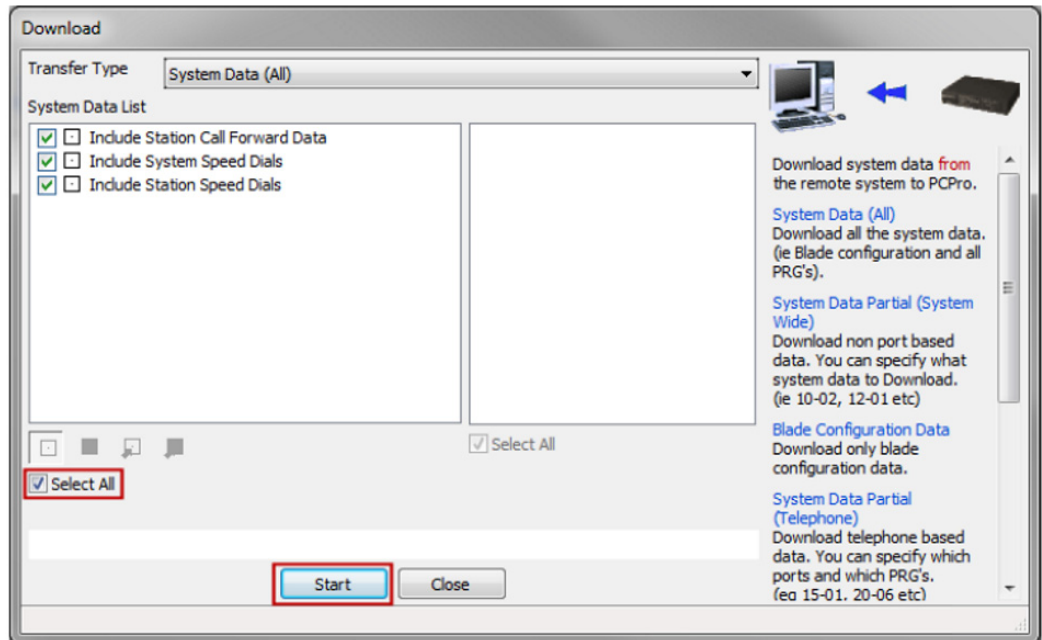 Download
Transfer Type
System Data (All)
System Data List
Include Station Call Forward Data
Include System Speed Dials
Include Station Speed Dials
Select All
Select All
Start
Close
Download system data from
the remote system to PCPro.
System Data (All)
Download all the system data.
(ie Blade configuration and all
PRG's).
System Data Partial (System
Wide)
Download non port based
data. You can specify what
system data to Download.
(ie 10-02, 12-01 etc)
Blade Configuration Data
Download only blade
configuration data.
System Data Partial
(Telephone)
Download telephone based
data. You can specify which
ports and which PRG's.
(eg 15-01, 20-06 etc)